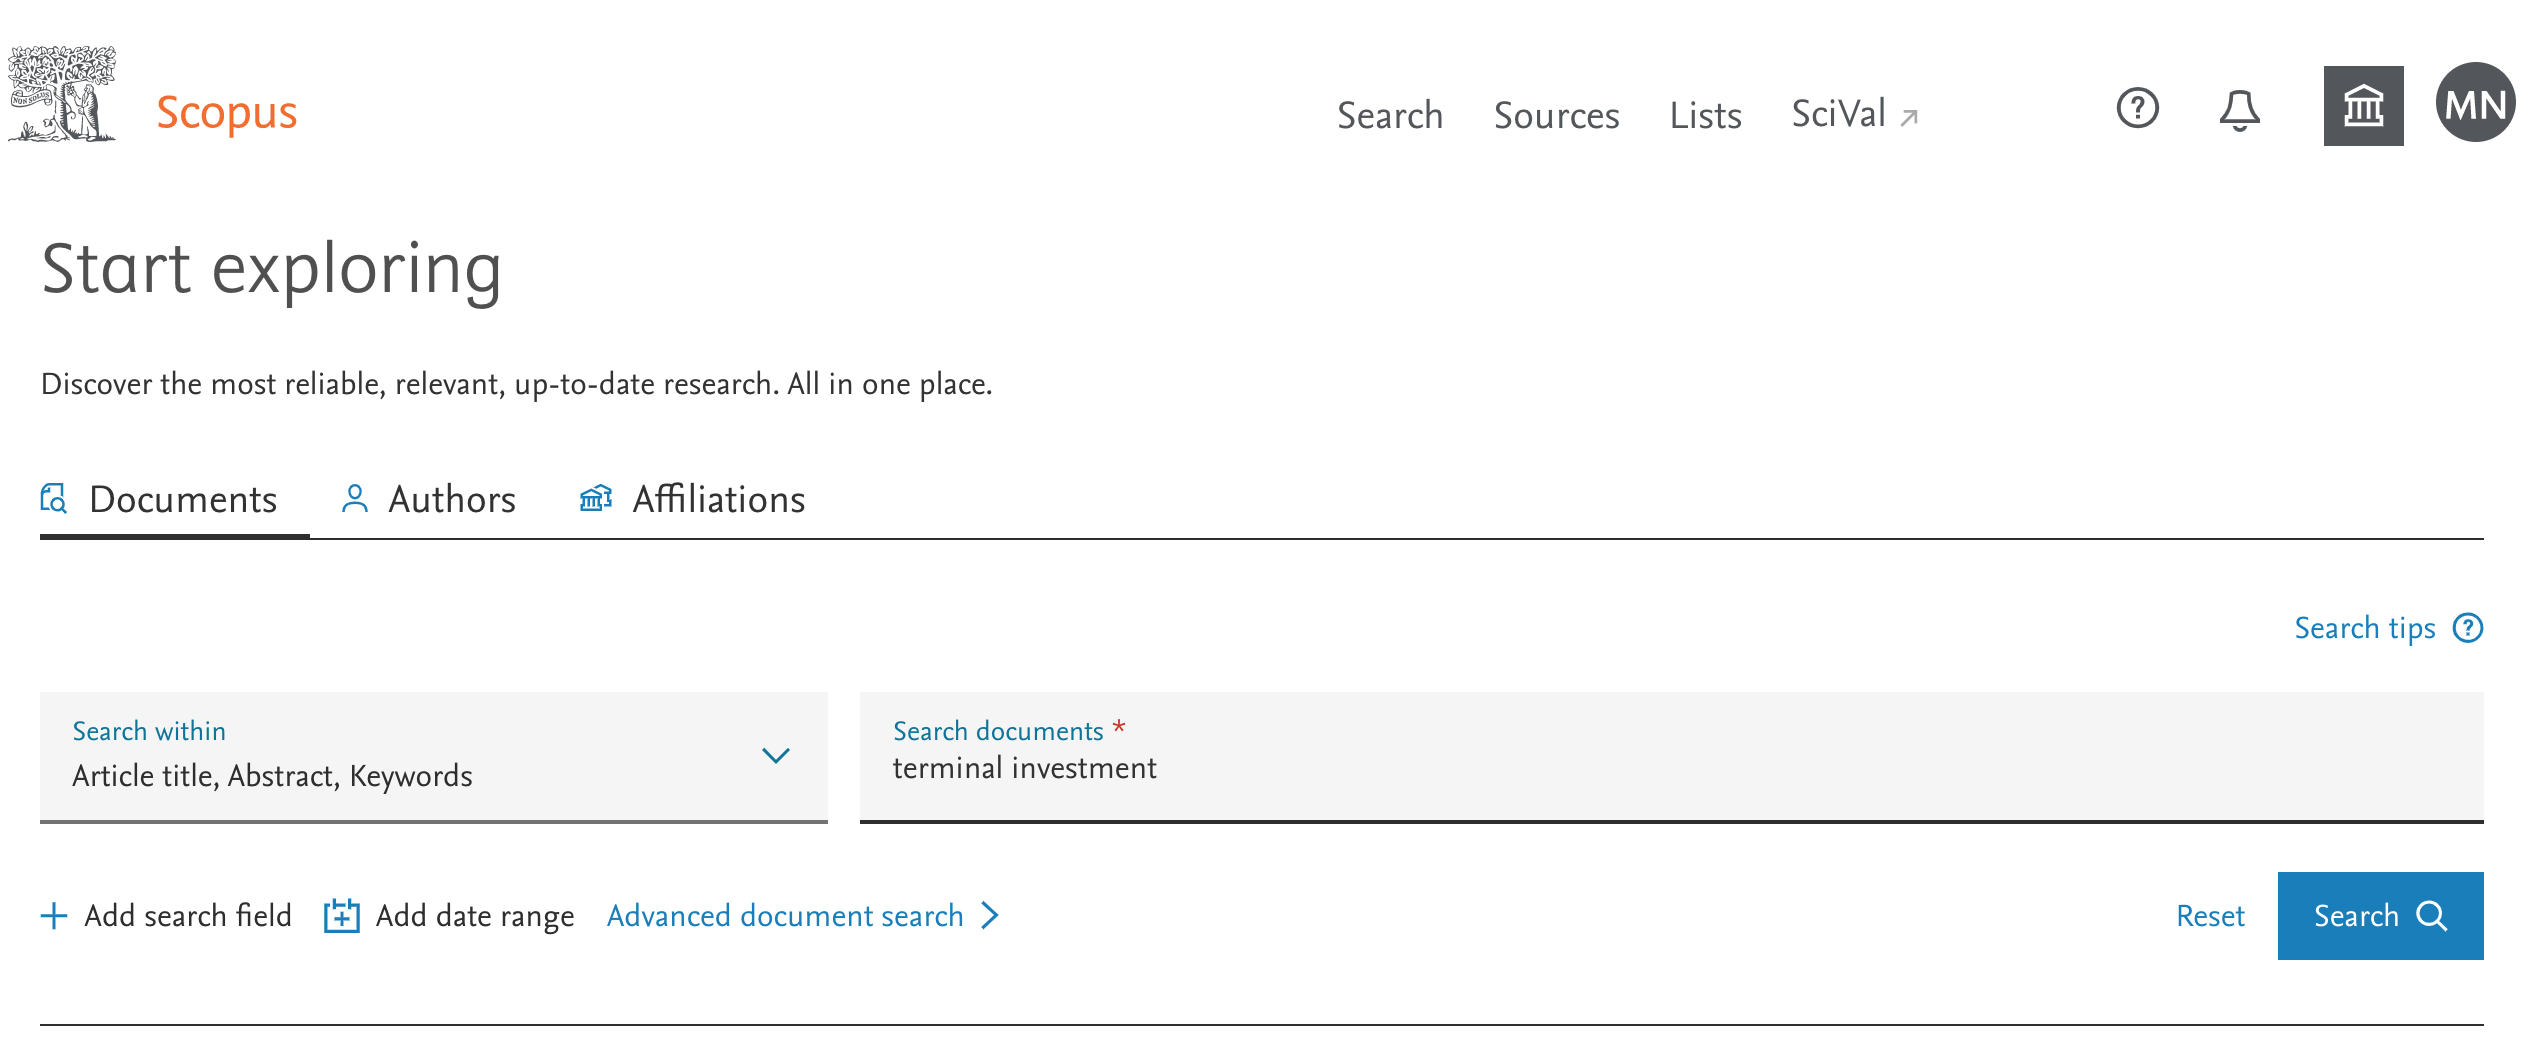 NON SOLUS
Scopus
Search Sources Lists SciVal ↗
MN
Start exploring
Discover the most reliable, relevant, up-to-date research. All in one place.
Documents Authors Affiliations
Search tips
Search within
Article title, Abstract, Keywords
Search documents *
terminal investment
Add search field Add date range Advanced document search
Reset Search